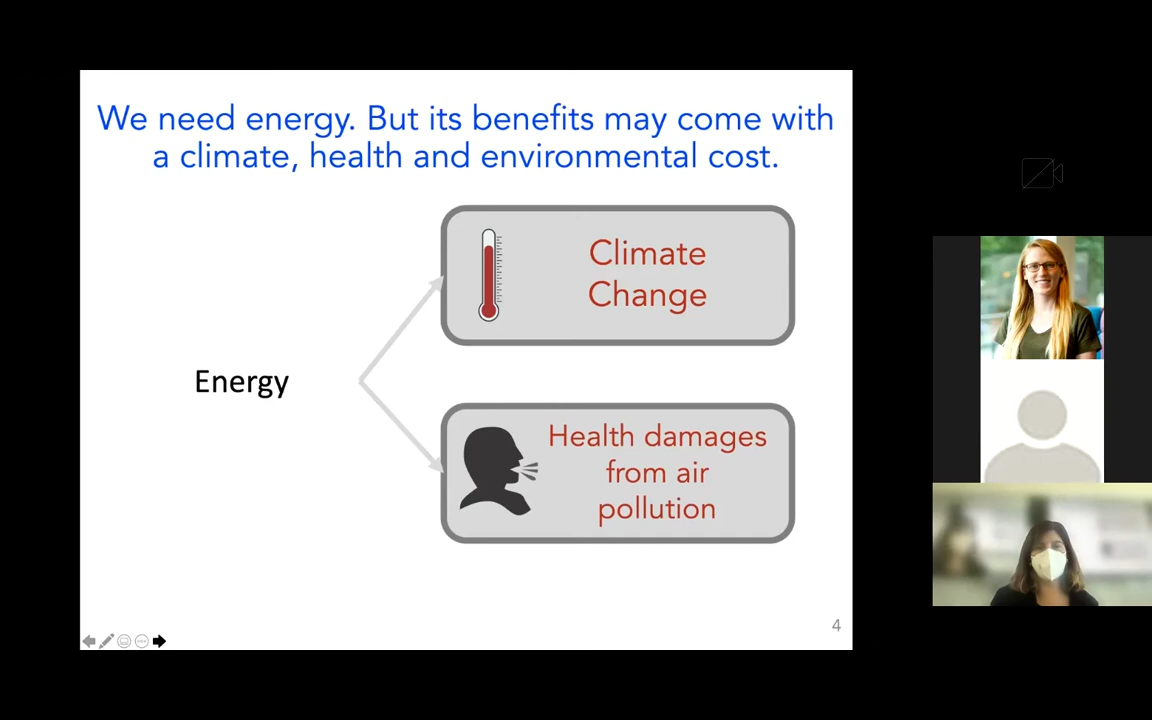 We need energy. But its benefits may come with
a climate, health and environmental cost.
Climate
Change
Energy
Health damages
from air
pollution
4